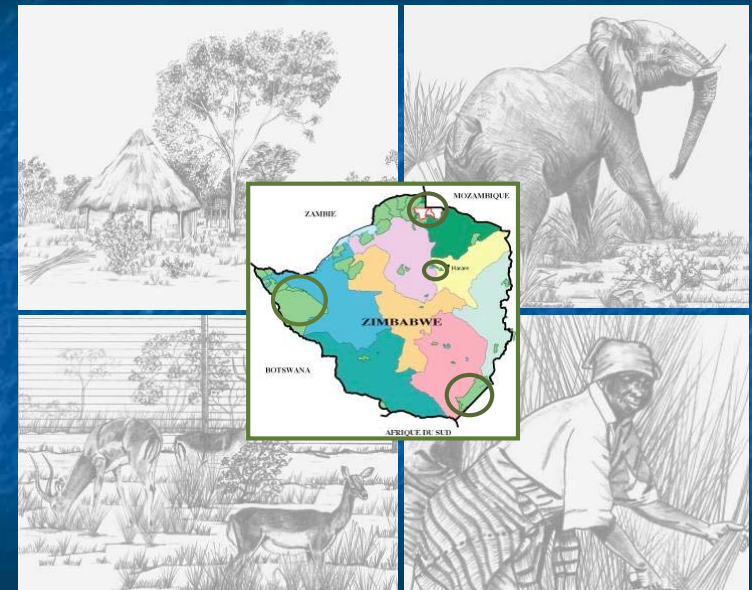 MOZAMBIQUE
ZAMBIE
Harare
ZIMBABWE
BOTSWANA
AFRIQUE DU SUD